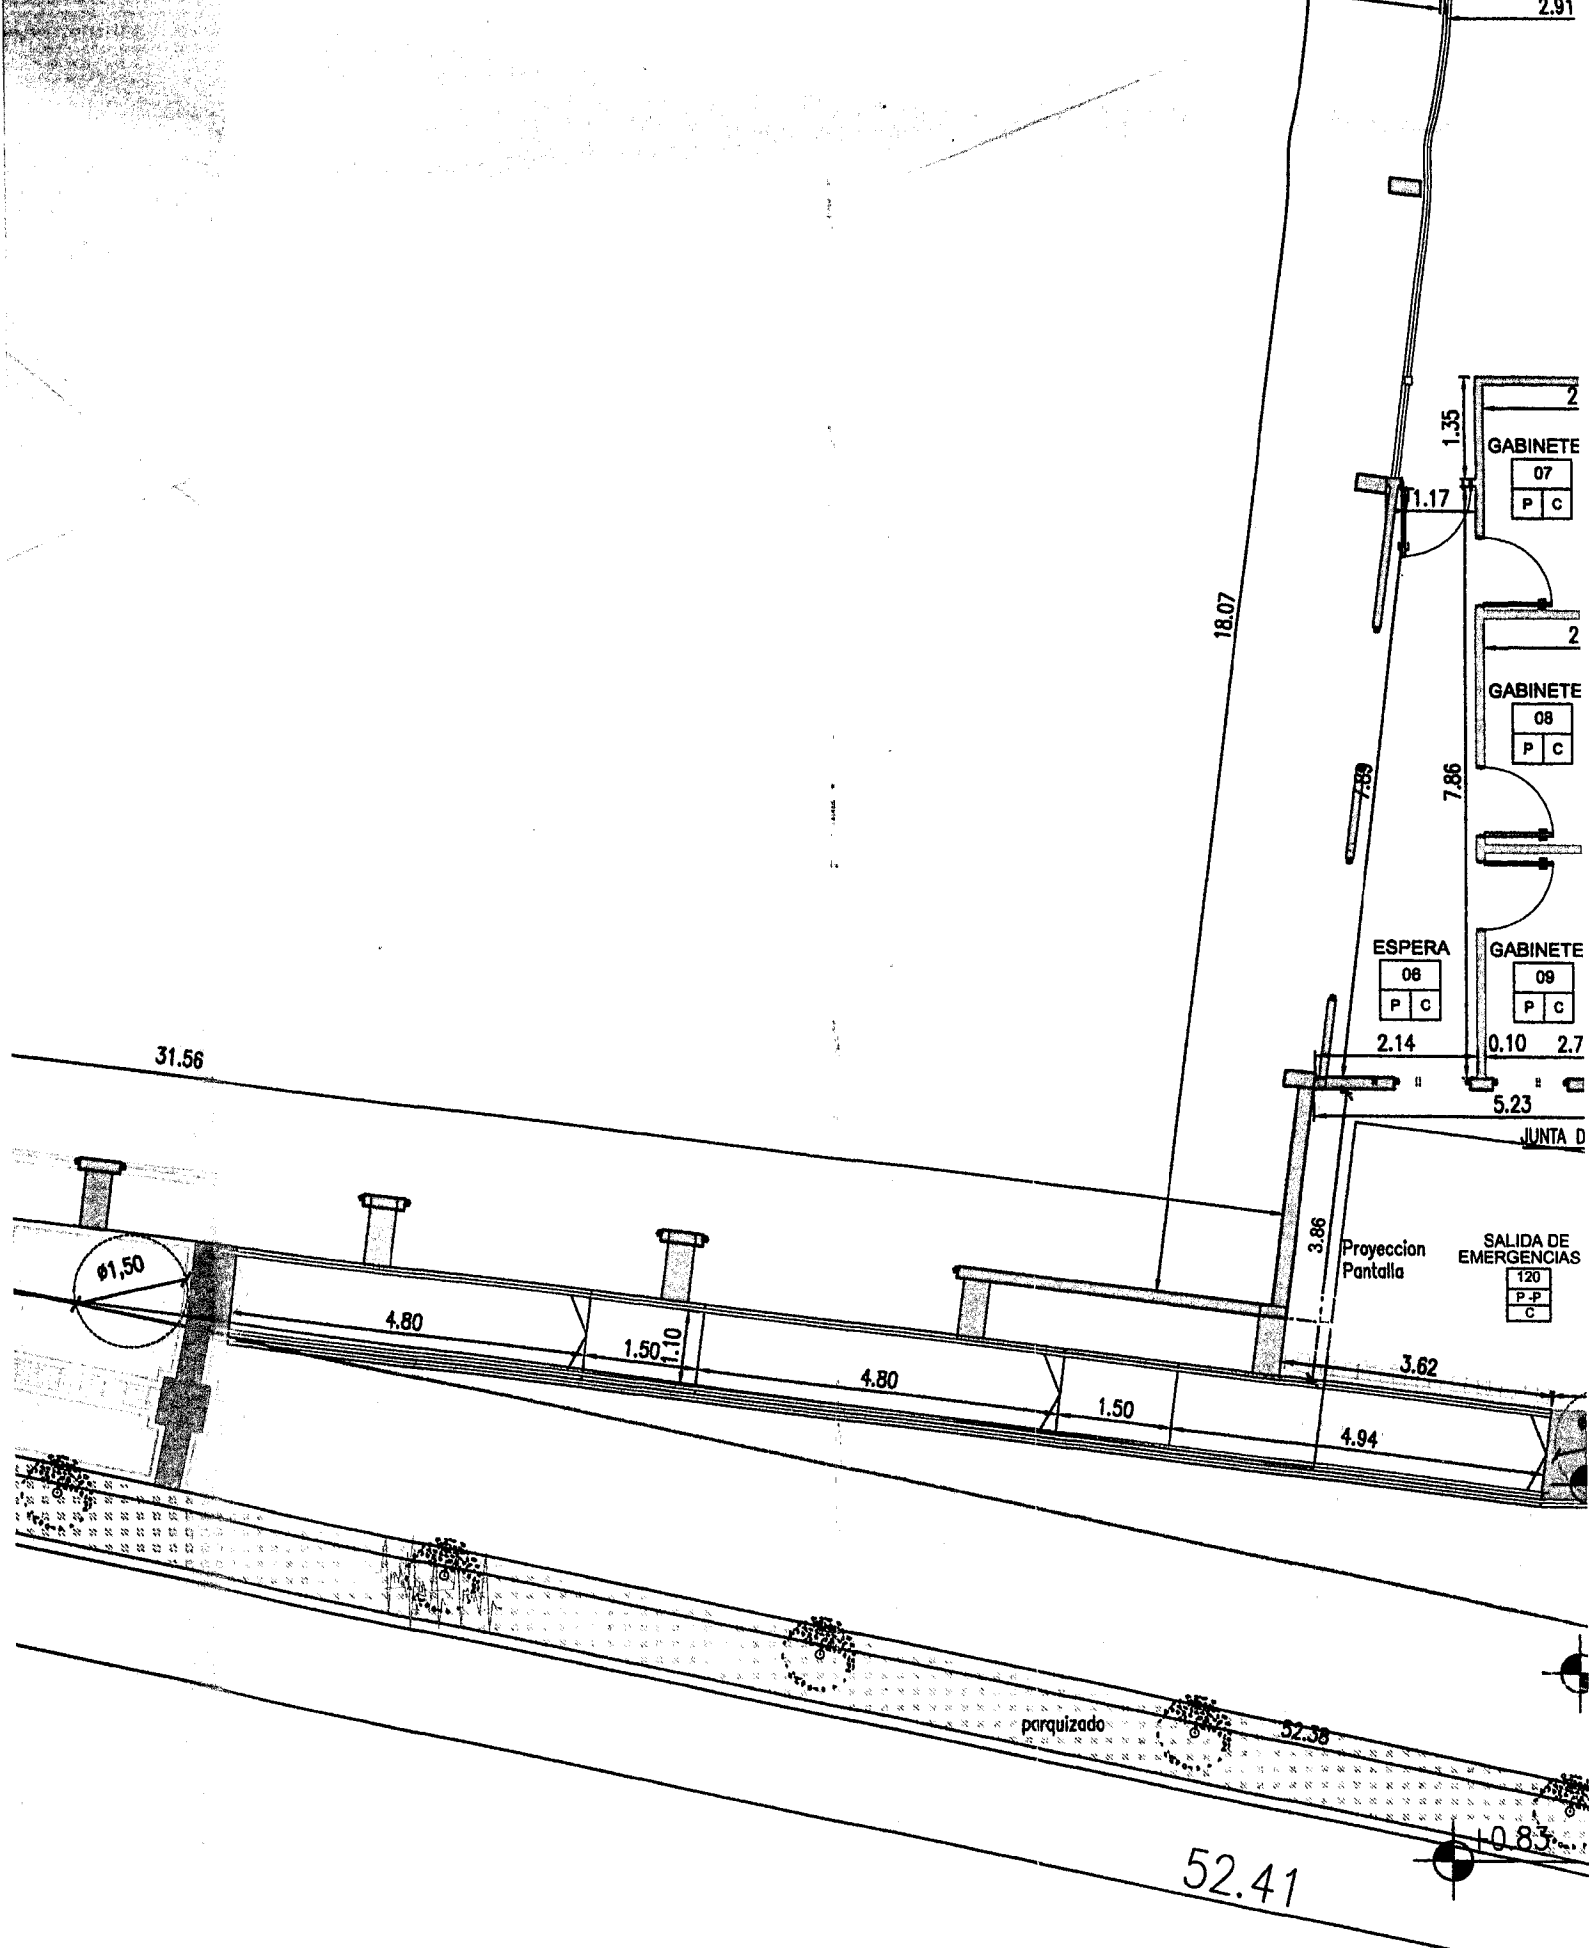 2.91
2
1.35
GABINETE
07
P C
1.17
18.07
2
GABINETE
08
P C
7.86
ESPERA
GABINETE
09
P C
P C
31.56
2.14
0.10
2.7
5.23
JUNTA D
3.86
Proyeccion
Pantalla
SALIDA DE
EMERGENCIAS
120
P-P
C
ø1,50
4.80
1.50
1.10
4.80
3.62
1.50
4.94
parquizado
52.38
+0.83
52.41